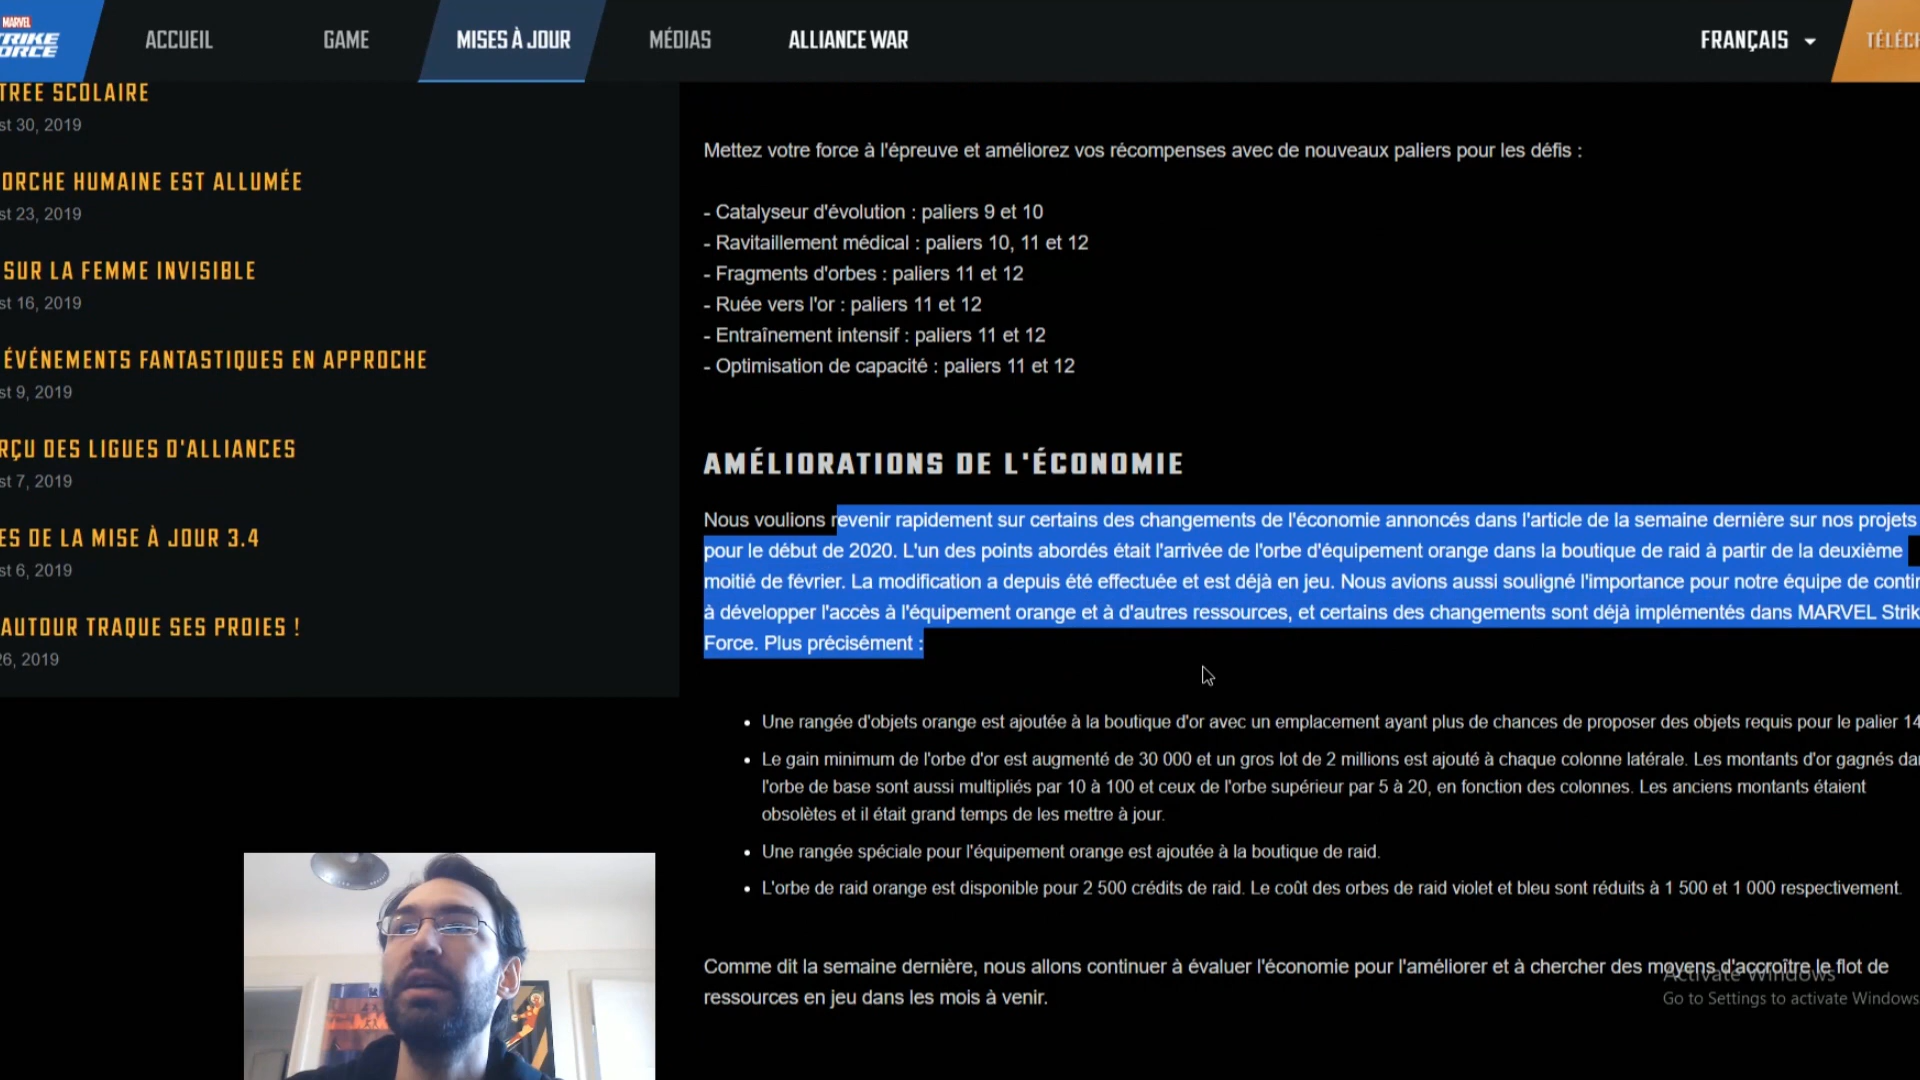 MARVEL
TRIKE
ORCE
ACCUEIL
GAME
MISES À JOUR
MÉDIAS
ALLIANCE WAR
FRANÇAIS
TÉLÉC
TRÉE SCOLAIRE
st 30, 2019
ORCHE HUMAINE EST ALLUMÉE
st 23, 2019
SUR LA FEMME INVISIBLE
st 16, 2019
ÉVÉNEMENTS FANTASTIQUES EN APPROCHE
st 9, 2019
RÇU DES LIGUES D'ALLIANCES
st 7, 2019
ES DE LA MISE À JOUR 3.4
st 6, 2019
AUTOUR TRAQUE SES PROIES !
26, 2019
Mettez votre force à l'épreuve et améliorez vos récompenses avec de nouveaux paliers pour les défis :
- Catalyseur d'évolution : paliers 9 et 10
- Ravitaillement médical : paliers 10, 11 et 12
- Fragments d'orbes : paliers 11 et 12
- Ruée vers l'or : paliers 11 et 12
- Entraînement intensif : paliers 11 et 12
- Optimisation de capacité : paliers 11 et 12
AMÉLIORATIONS DE L'ÉCONOMIE
Nous voulions revenir rapidement sur certains des changements de l'économie annoncés dans l'article de la semaine dernière sur nos projets
pour le début de 2020. L'un des points abordés était l'arrivée de l'orbe d'équipement orange dans la boutique de raid à partir de la deuxième
moitié de février. La modification a depuis été effectuée et est déjà en jeu. Nous avions aussi souligné l'importance pour notre équipe de contin
à développer l'accès à l'équipement orange et à d'autres ressources, et certains des changements sont déjà implémentés dans MARVEL Strik
Force. Plus précisément :
• Une rangée d'objets orange est ajoutée à la boutique d'or avec un emplacement ayant plus de chances de proposer des objets requis pour le palier 14
• Le gain minimum de l'orbe d'or est augmenté de 30 000 et un gros lot de 2 millions est ajouté à chaque colonne latérale. Les montants d'or gagnés da
l'orbe de base sont aussi multipliés par 10 à 100 et ceux de l'orbe supérieur par 5 à 20, en fonction des colonnes. Les anciens montants étaient
obsolètes et il était grand temps de les mettre à jour.
• Une rangée spéciale pour l'équipement orange est ajoutée à la boutique de raid.
• L'orbe de raid orange est disponible pour 2 500 crédits de raid. Le coût des orbes de raid violet et bleu sont réduits à 1 500 et 1 000 respectivement.
Comme dit la semaine dernière, nous allons continuer à évaluer l'économie pour l'améliorer et à chercher des moyens d'accroître le flot de
ressources en jeu dans les mois à venir.
Activate Windows
Go to Settings to activate Windows